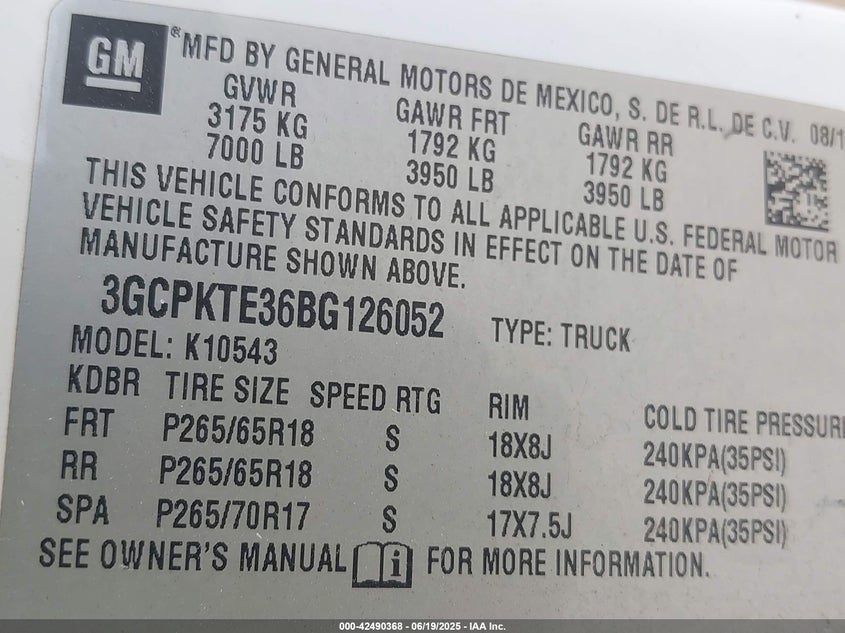 GM
®MFD BY GENERAL MOTORS DE MEXICO, S. DE R.L. DE C.V. 08/1
GVWR GAWR FRT GAWR RR
3175 KG 1792 KG 1792 KG
7000 LB 3950 LB 3950 LB
THIS VEHICLE CONFORMS TO ALL APPLICABLE U.S. FEDERAL MOTOR
VEHICLE SAFETY STANDARDS IN EFFECT ON THE DATE OF
MANUFACTURE SHOWN ABOVE.
3GCPKTE36BG126052 TYPE: TRUCK
MODEL: K10543
KDBR TIRE SIZE SPEED RTG RIM COLD TIRE PRESSURE
FRT P265/65R18 S 18X8J 240KPA(35PSI)
RR P265/65R18 S 18X8J 240KPA(35PSI)
SPA P265/70R17 S 17X7.5J 240KPA(35PSI)
SEE OWNER'S MANUAL i FOR MORE INFORMATION.
000-42490368 - 06/19/2025 - IAA Inc.